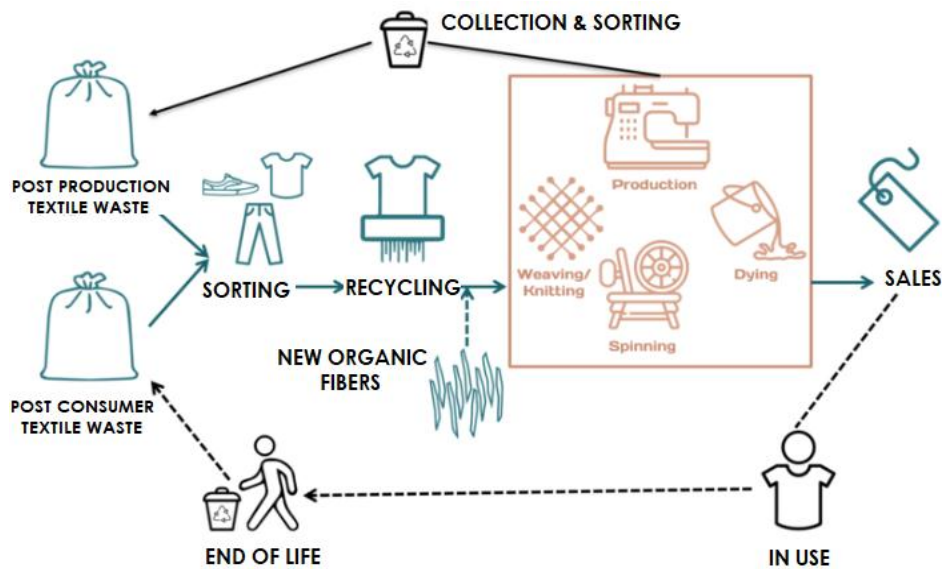 COLLECTION & SORTING
POST PRODUCTION
TEXTILE WASTE
Production
SORTING
RECYCLING
Weaving/
Knitting
Dying
SALES
Spinning
NEW ORGANIC
FIBERS
POST CONSUMER
TEXTILE WASTE
END OF LIFE
IN USE